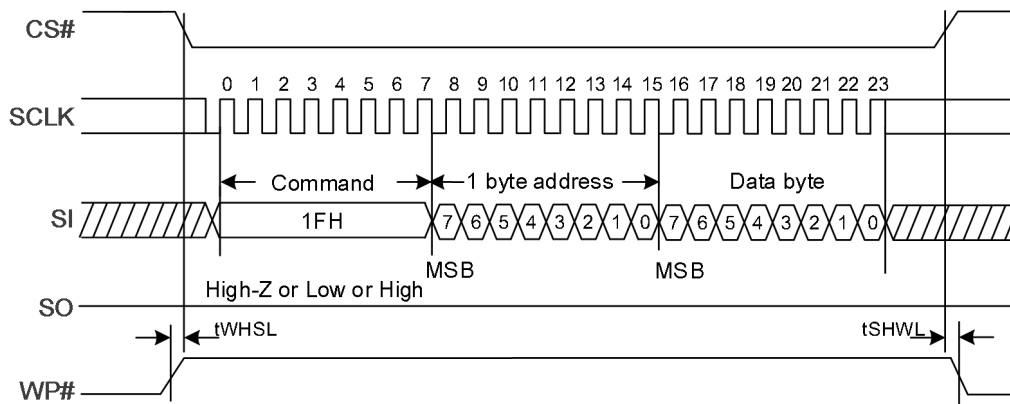 CS#
0 1 2 3 4 5 6 7 8 9 10 11 12 13 14 15 16 17 18 19 20 21 22 23
SCLK
Command 1 byte address Data byte
SI 1FH 7 6 5 4 3 2 1 0 7 6 5 4 3 2 1 0
MSB MSB
High-Z or Low or High
SO
tWHSL tSHWL
WP#